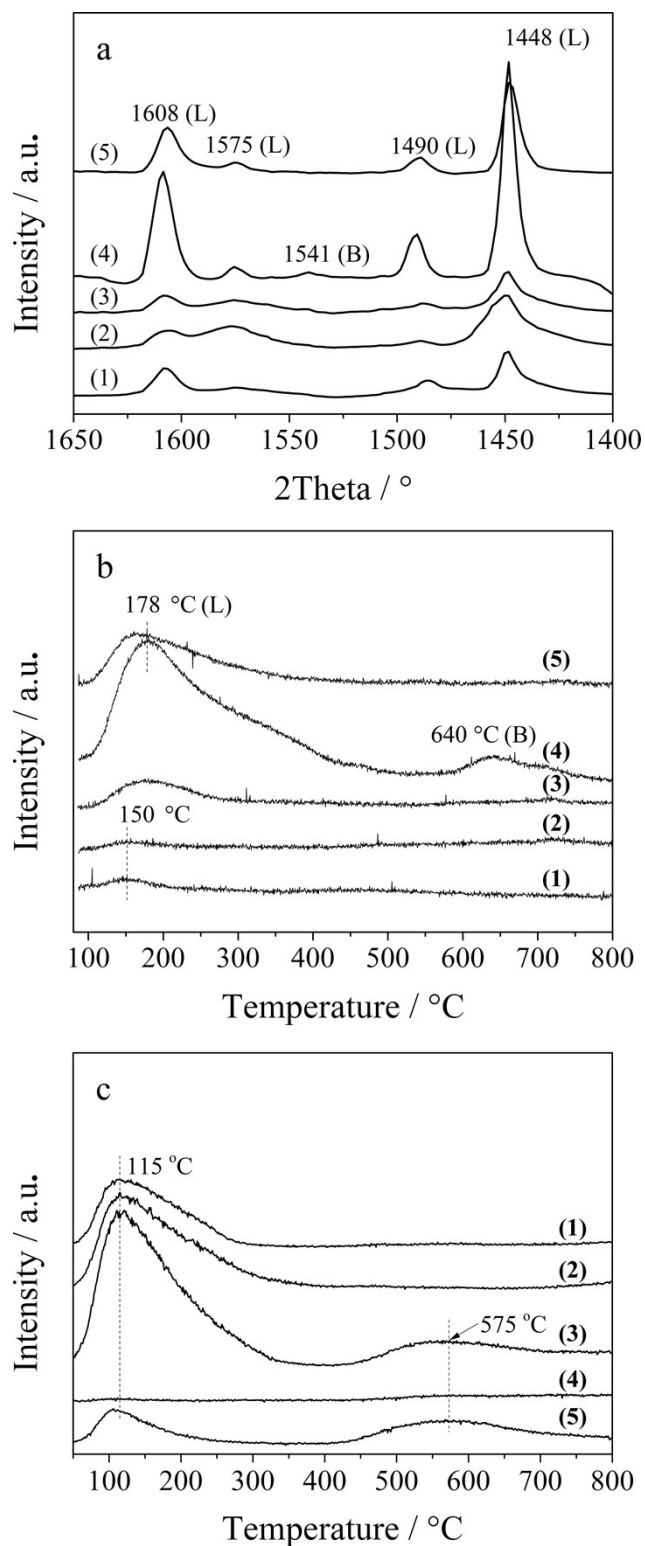 a
1448 (L)
1608 (L)
1575 (L)
1490 (L)
(5)
(4)
1541 (B)
(3)
(2)
(1)
Intensity / a.u.
1650 1600 1550 1500 1450 1400
2Theta / °
b
178 °C (L)
(5)
640 °C (B)
(4)
(3)
150 °C
(2)
(1)
Intensity / a.u.
100 200 300 400 500 600 700 800
Temperature / °C
c
115 °C
(1)
(2)
575 °C
(3)
(4)
(5)
Intensity / a.u.
100 200 300 400 500 600 700 800
Temperature / °C